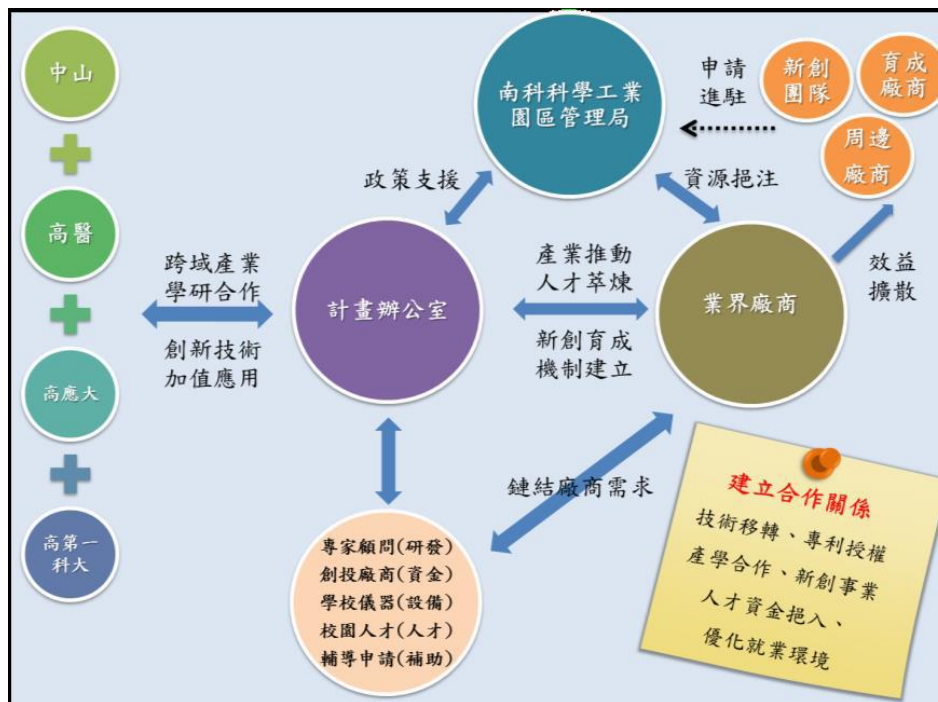 中山
高醫
高應大
高第一
科大
南科科學工業
園區管理局
申請
進駐
新創
團隊
育成
廠商
周邊
廠商
政策支援
資源挹注
跨域產業
學研合作
創新技術
加值應用
計畫辦公室
產業推動
人才萃煉
新創育成
機制建立
業界廠商
效益
擴散
鏈結廠商需求
專家顧問(研發)
創投廠商(資金)
學校儀器(設備)
校園人才(人才)
輔導申請(補助)
建立合作關係
技術移轉、專利授權
產學合作、新創事業
人才資金挹入、
優化就業環境